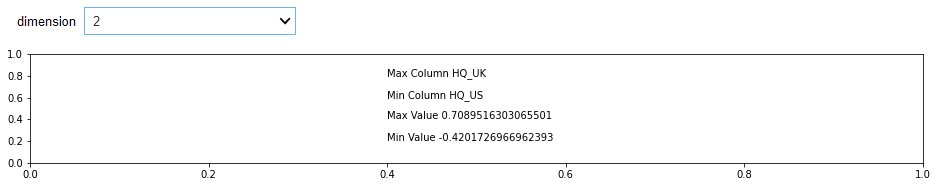 dimension 2
1.0
0.8
0.6
0.4
0.2
0.0
Max Column HQ_UK
Min Column HQ_US
Max Value 0.7089516303065501
Min Value -0.4201726966962393
0.0 0.2 0.4 0.6 0.8 1.0